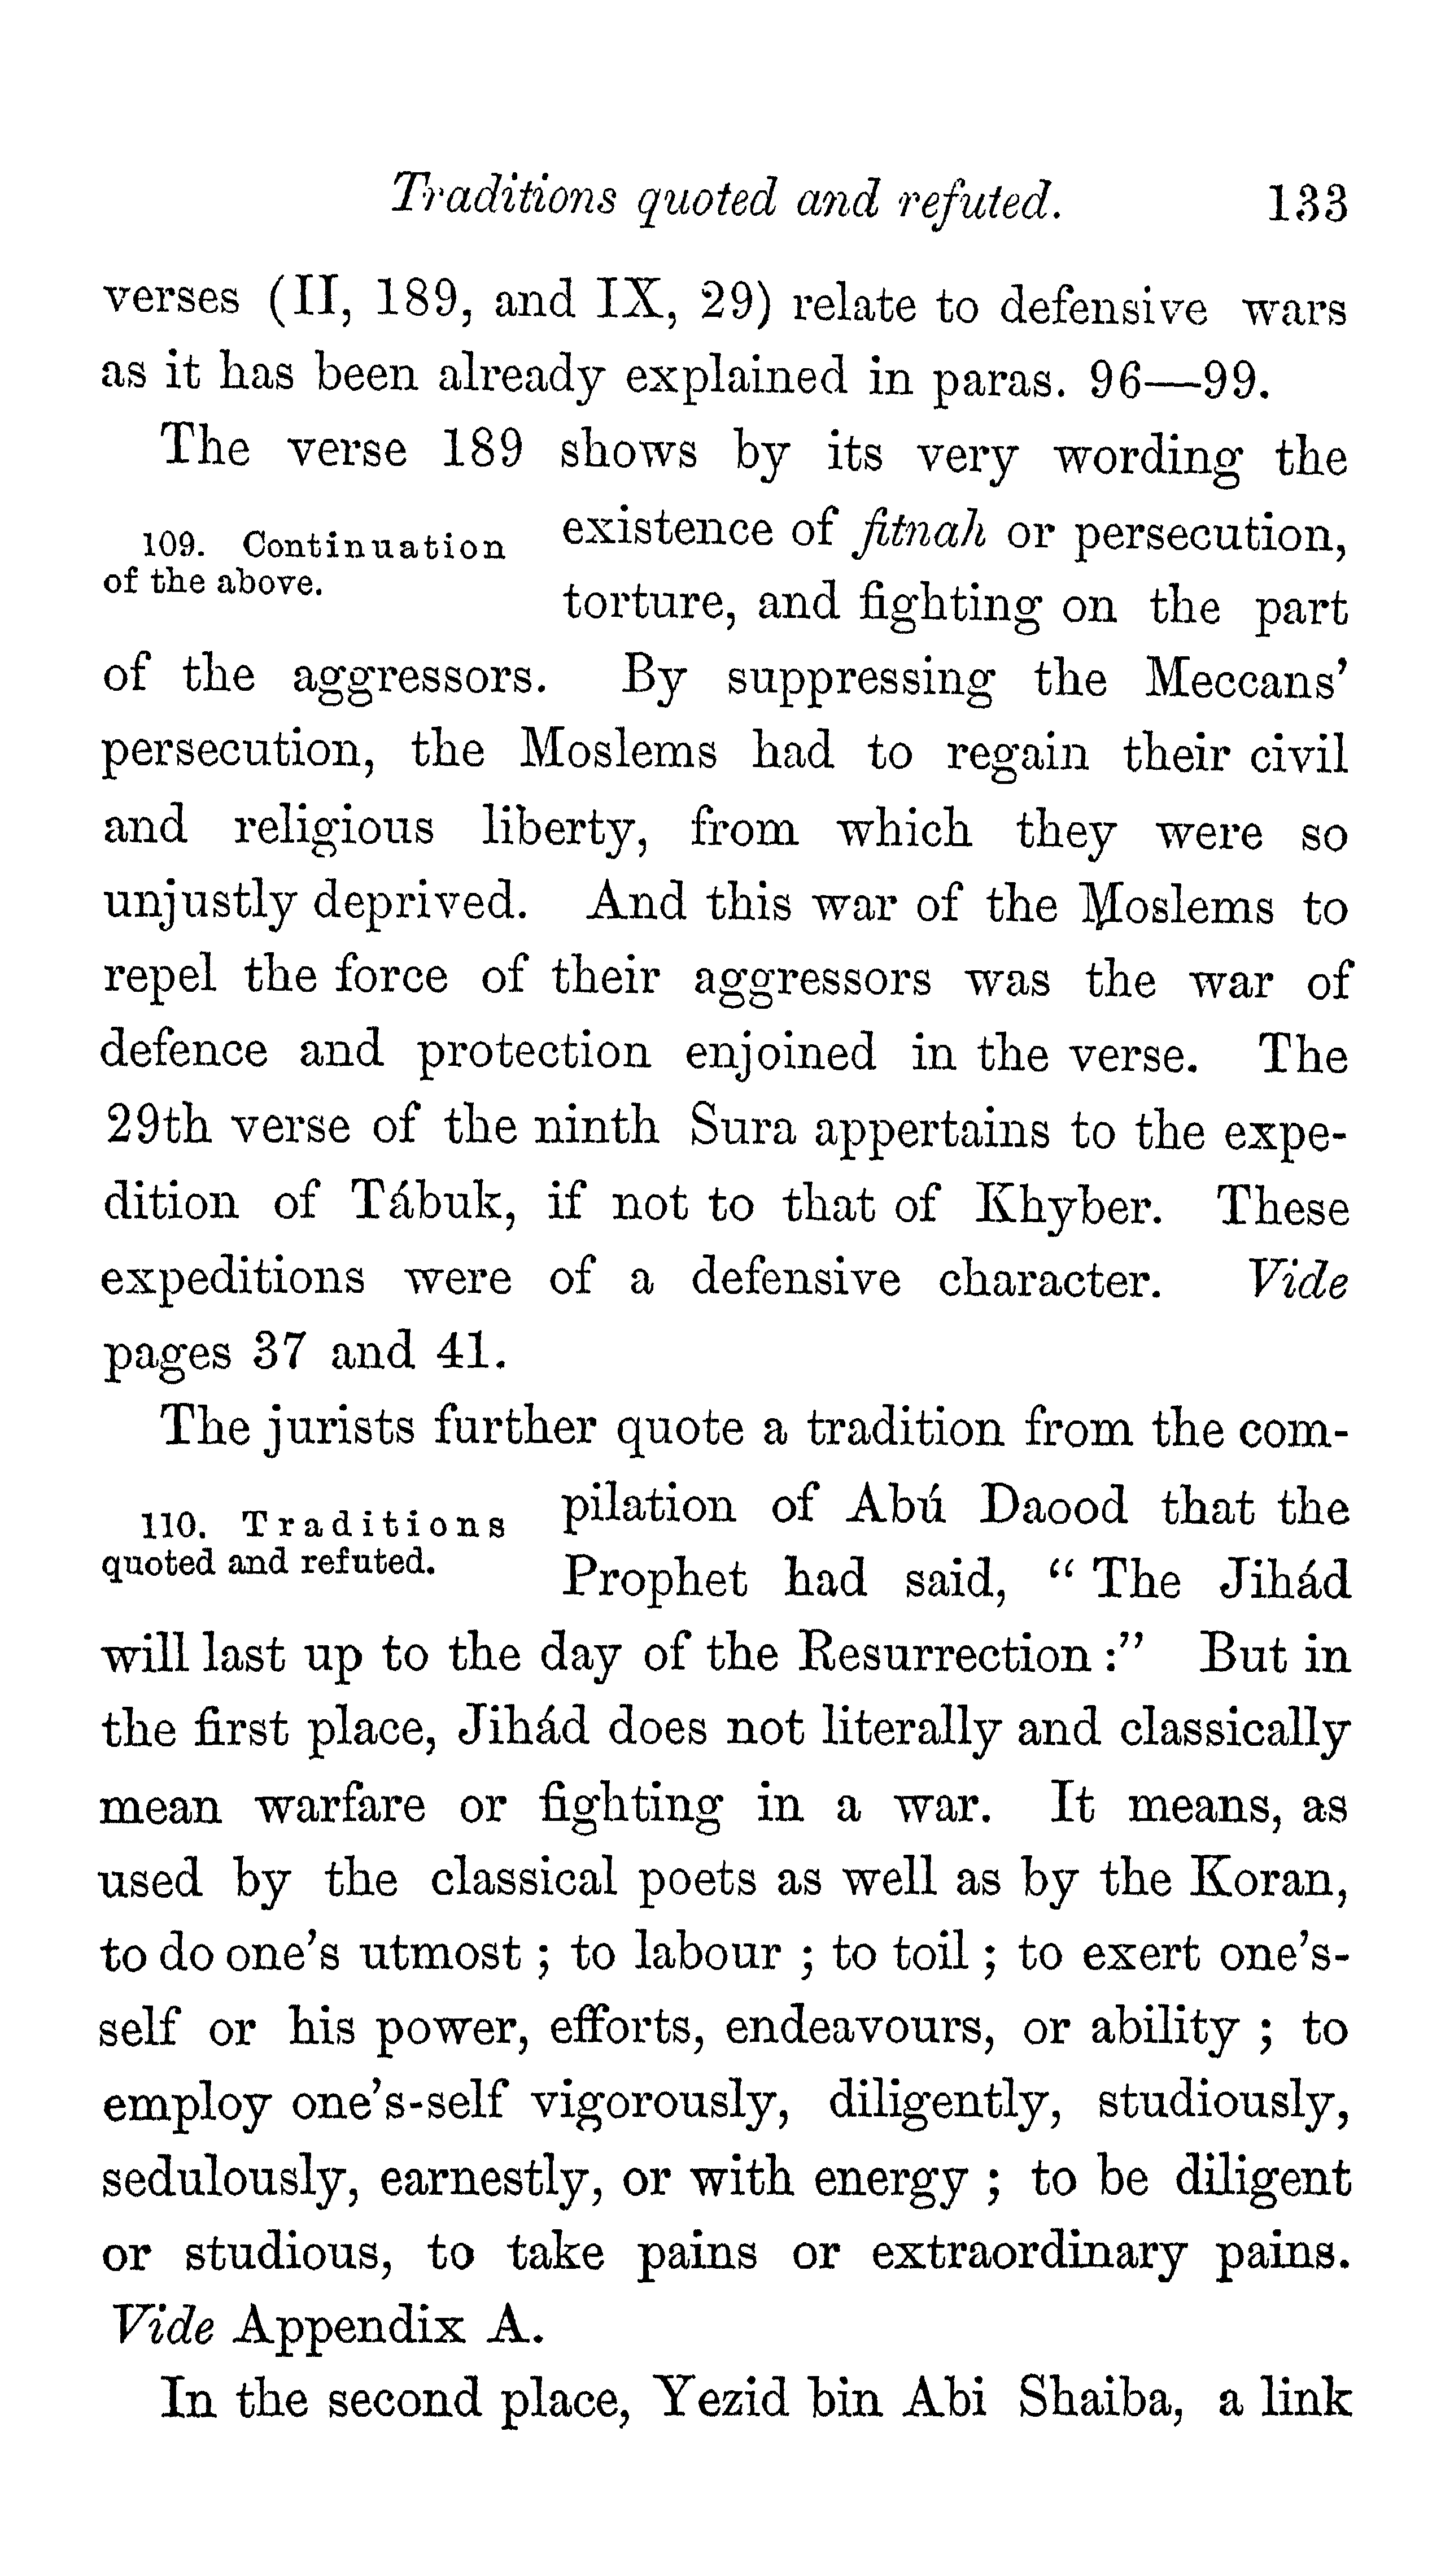 Traditions quoted and refuted. 133
verses (II, 189, and IX, 29) relate to defensive wars
as it has been already explained in paras. 96—99.
The verse 189 shows by its very wording the
109. Continuation
of the above.
existence of fitnah or persecution,
torture, and fighting on the part
of the aggressors. By suppressing the Meccans'
persecution, the Moslems had to regain their civil
and religious liberty, from which they were so
unjustly deprived. And this war of the Moslems to
repel the force of their aggressors was the war of
defence and protection enjoined in the verse. The
29th verse of the ninth Sura appertains to the expe-
dition of Tábuk, if not to that of Khyber. These
expeditions were of a defensive character. Vide
pages 37 and 41.
The jurists further quote a tradition from the com-
110. Traditions
quoted and refuted.
pilation of Abú Daood that the
Prophet had said, “ The Jihád
will last up to the day of the Resurrection :” But in
the first place, Jihád does not literally and classically
mean warfare or fighting in a war. It means, as
used by the classical poets as well as by the Koran,
to do one's utmost ; to labour ; to toil ; to exert one's-
self or his power, efforts, endeavours, or ability ; to
employ one's-self vigorously, diligently, studiously,
sedulously, earnestly, or with energy ; to be diligent
or studious, to take pains or extraordinary pains.
Vide Appendix A.
In the second place, Yezid bin Abi Shaiba, a link